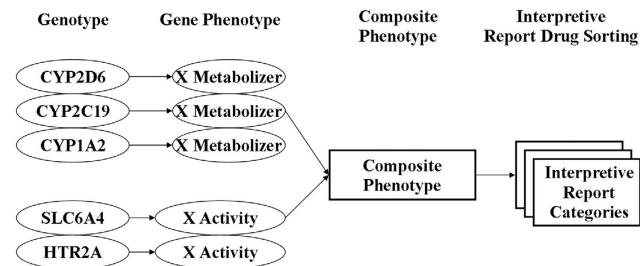 Genotype
Gene Phenotype
Composite
Phenotype
Interpretive
Report Drug Sorting
CYP2D6
X Metabolizer
CYP2C19
X Metabolizer
CYP1A2
X Metabolizer
Composite
Phenotype
Interpretive
Report
Categories
SLC6A4
X Activity
HTR2A
X Activity